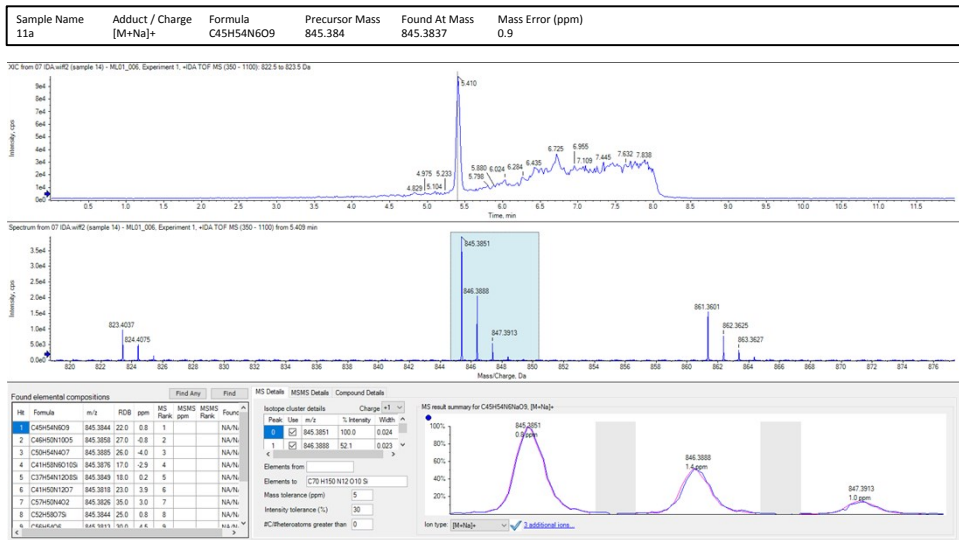 Sample Name Adduct / Charge Formula Precursor Mass Found At Mass Mass Error (ppm)
11a [M+Na]+ C45H54N6O9 845.384 845.3837 0.9
XIC from 07 IDA.wiff2 (sample 14) - ML01_006, Experiment 1, +IDA TOF MS (350 - 1100): 822.5 to 823.5 Da
Intensity, cps
9e4
8e4
7e4
6e4
5e4
4e4
3e4
2e4
1e4
0e0
5.410
4.829 4.975 5.104 5.233 5.798 5.880 6.024 6.284 6.435 6.725 6.955 7.109 7.445 7.632 7.838
0.5 1.0 1.5 2.0 2.5 3.0 3.5 4.0 4.5 5.0 5.5 6.0 6.5 7.0 7.5 8.0 8.5 9.0 9.5 10.0 10.5 11.0 11.5
Time, min
Spectrum from 07 IDA.wiff2 (sample 14) - ML01_006, Experiment 1, +IDA TOF MS (350 - 1100) from 5.409 min
Intensity, cps
3.5e4
3.0e4
2.5e4
2.0e4
1.5e4
1.0e4
5.0e3
0.0e0
823.4037
824.4075
845.3851
846.3888
847.3913
861.3601
862.3625
863.3627
820 822 824 826 828 830 832 834 836 838 840 842 844 846 848 850 852 854 856 858 860 862 864 866 868 870 872 874 876
Mass/Charge, Da
Found elemental compositions Find Any Find
Hit Formula m/z RDB ppm MS Rank MSMS ppm MSMS Rank Found
1 C45H54N6O9 845.3844 22.0 0.8 1 NA/N
2 C46H50N10O5 845.3858 27.0 -0.8 2 NA/N
3 C50H54N4O7 845.3885 26.0 -4.0 3 NA/N
4 C41H58N6O10Si 845.3876 17.0 -2.9 4 NA/N
5 C37H54N12O8Si 845.3849 18.0 0.2 5 NA/N
6 C41H50N12O7 845.3818 23.0 3.9 6 NA/N
7 C57H50N4O2 845.3826 35.0 3.0 7 NA/N
8 C52H58O7Si 845.3844 25.0 0.8 8 NA/N
MS Details MSMS Details Compound Details
Isotope cluster details Charge +1
Peak Use m/z % Intensity Width
0 845.3851 100.0 0.024
1 846.3888 52.1 0.023
Elements from
Elements to C70 H150 N12 O10 Si
Mass tolerance (ppm) 5
Intensity tolerance (%) 30
#C/#heteroatoms greater than 0
MS result summary for C45H54N6NaO9, [M+Na]+
100%
80%
60%
40%
20%
845.3851
0.8 ppm
846.3888
1.4 ppm
847.3913
1.0 ppm
Ion type: [M+Na]+ 3 additional ions...